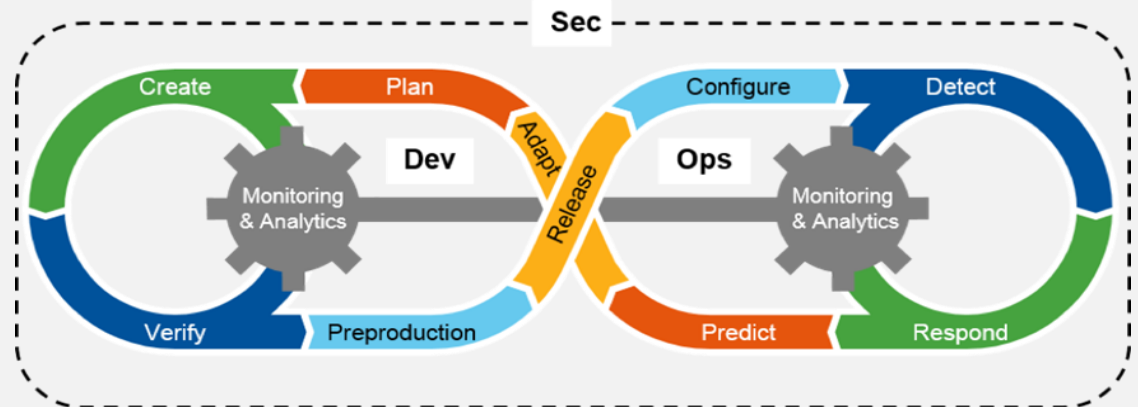 Sec
Create
Plan
Configure
Detect
Adapt
Dev
Ops
Release
Monitoring
& Analytics
Monitoring
& Analytics
Verify
Preproduction
Predict
Respond